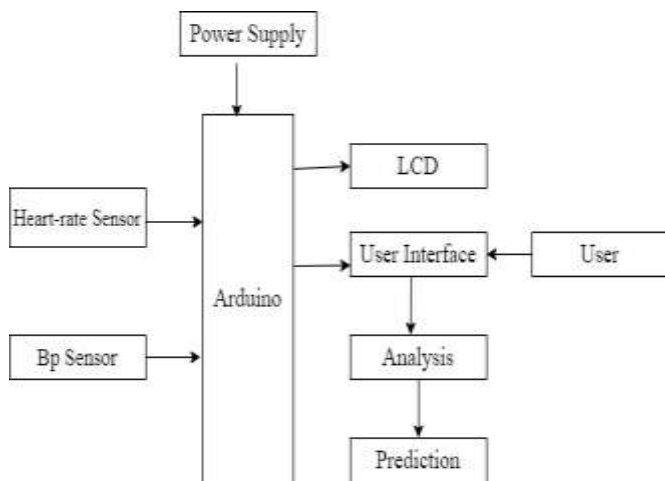 Power Supply
LCD
Heart-rate Sensor
User Interface
User
Arduino
Bp Sensor
Analysis
Prediction